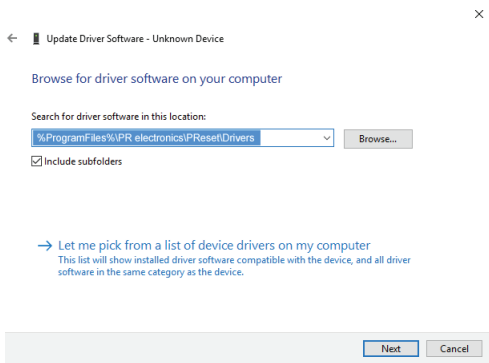 Update Driver Software - Unknown Device
Browse for driver software on your computer
Search for driver software in this location:
%ProgramFiles%\PR electronics\PReset\Drivers
Browse...
Include subfolders
Let me pick from a list of device drivers on my computer
This list will show installed driver software compatible with the device, and all driver
software in the same category as the device.
Next
Cancel